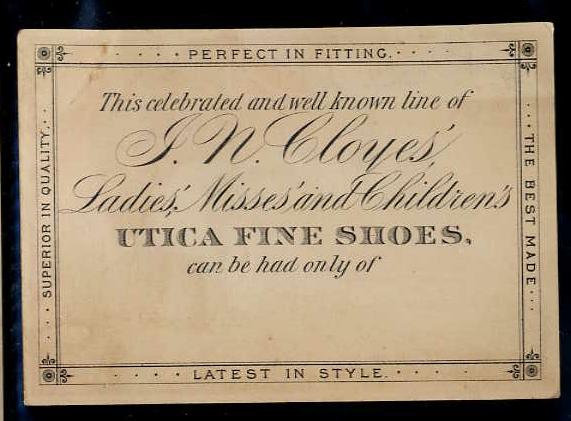 PERFECT IN FITTING.
SUPERIOR IN QUALITY.
This celebrated and well known line of
I. N. Cloyes',
Ladies', Misses' and Children's
UTICA FINE SHOES,
can be had only of
THE BEST MADE
LATEST IN STYLE.